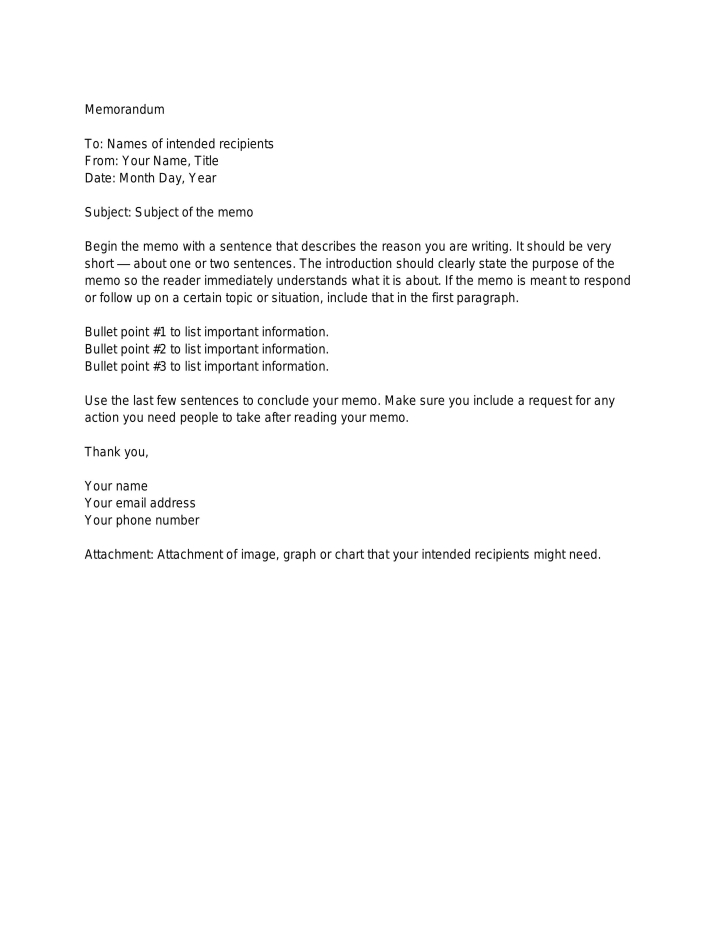 Memorandum
To: Names of intended recipients
From: Your Name, Title
Date: Month Day, Year
Subject: Subject of the memo
Begin the memo with a sentence that describes the reason you are writing. It should be very
short — about one or two sentences. The introduction should clearly state the purpose of the
memo so the reader immediately understands what it is about. If the memo is meant to respond
or follow up on a certain topic or situation, include that in the first paragraph.
Bullet point #1 to list important information.
Bullet point #2 to list important information.
Bullet point #3 to list important information.
Use the last few sentences to conclude your memo. Make sure you include a request for any
action you need people to take after reading your memo.
Thank you,
Your name
Your email address
Your phone number
Attachment: Attachment of image, graph or chart that your intended recipients might need.